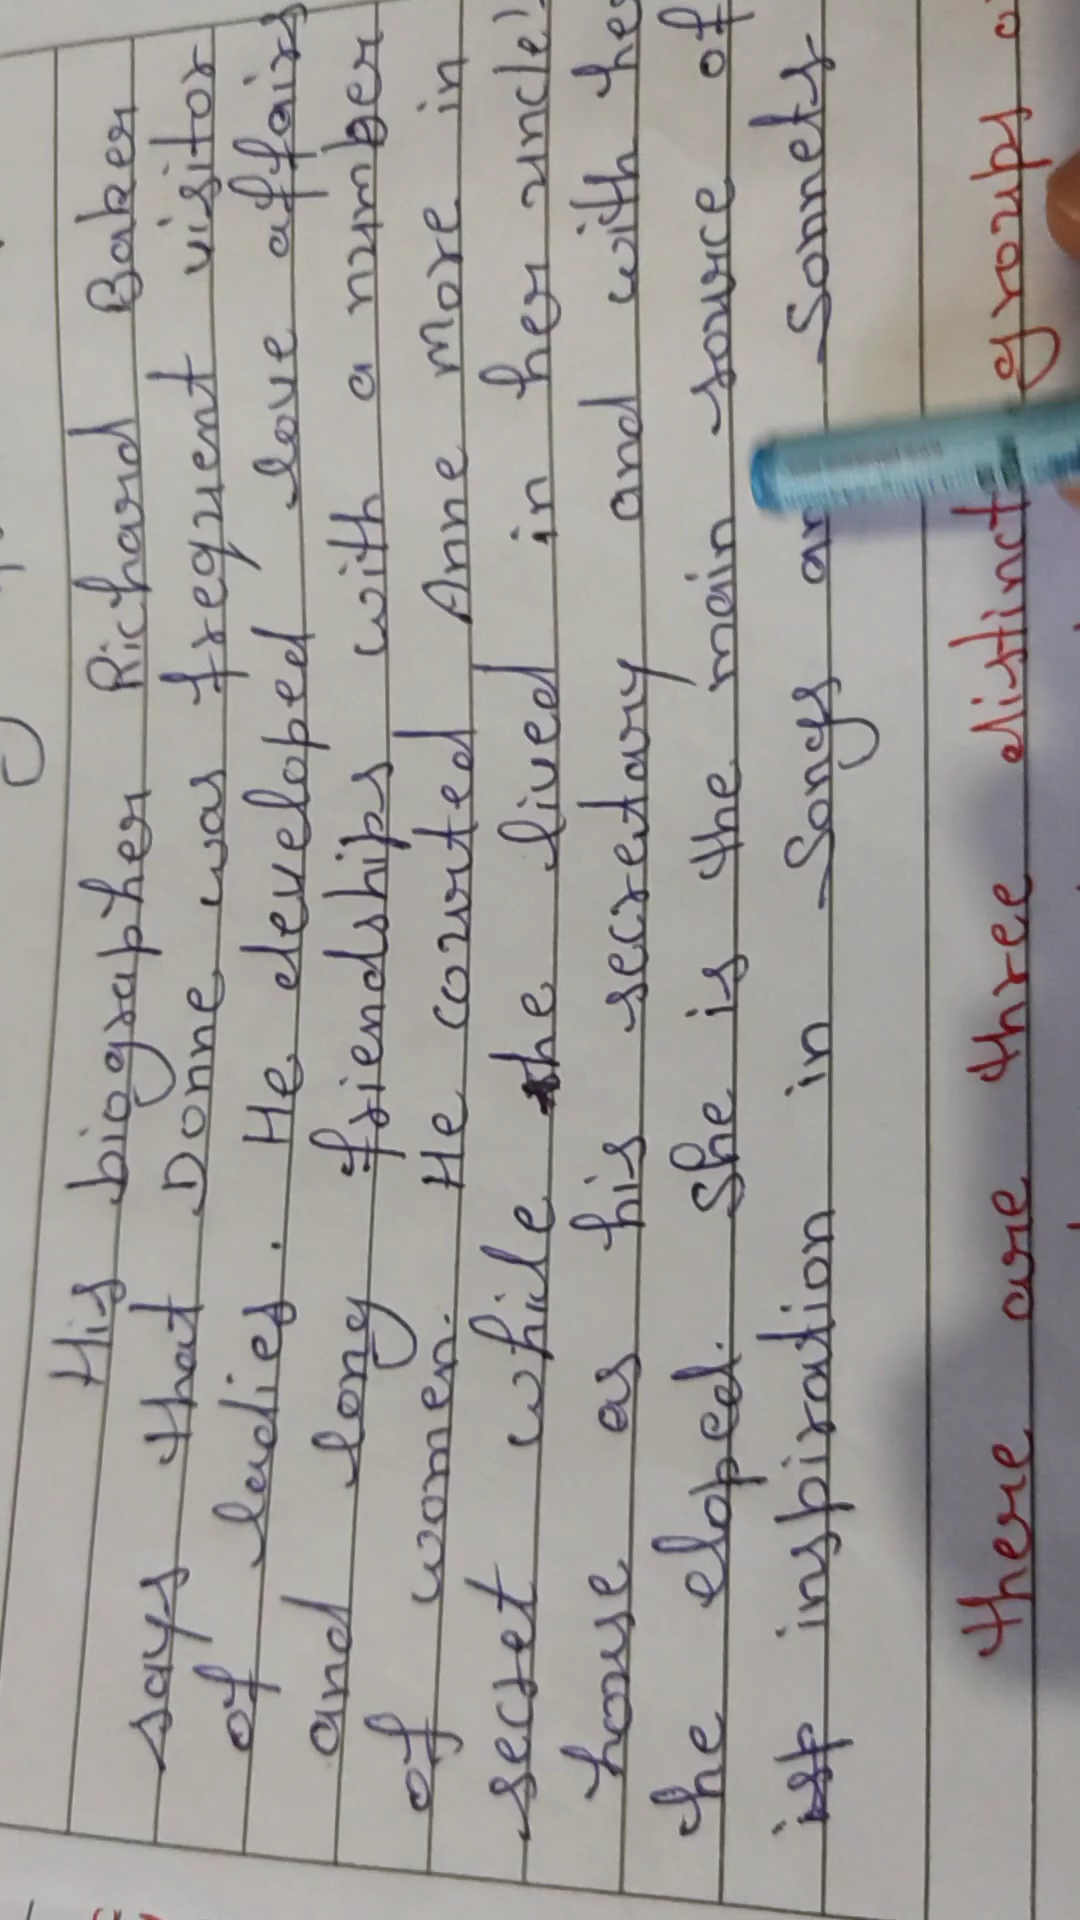 His biographer Richard Baker
says that Donne was frequent visitor
of ladies. He developed love affairs
and long friendships with a number
of women. He courted Anne More in
secret while he lived in her uncle's
house as his secretary and with her
he eloped. She is the main source of
inspiration in Songs an Sonnets
there are three distinct groups